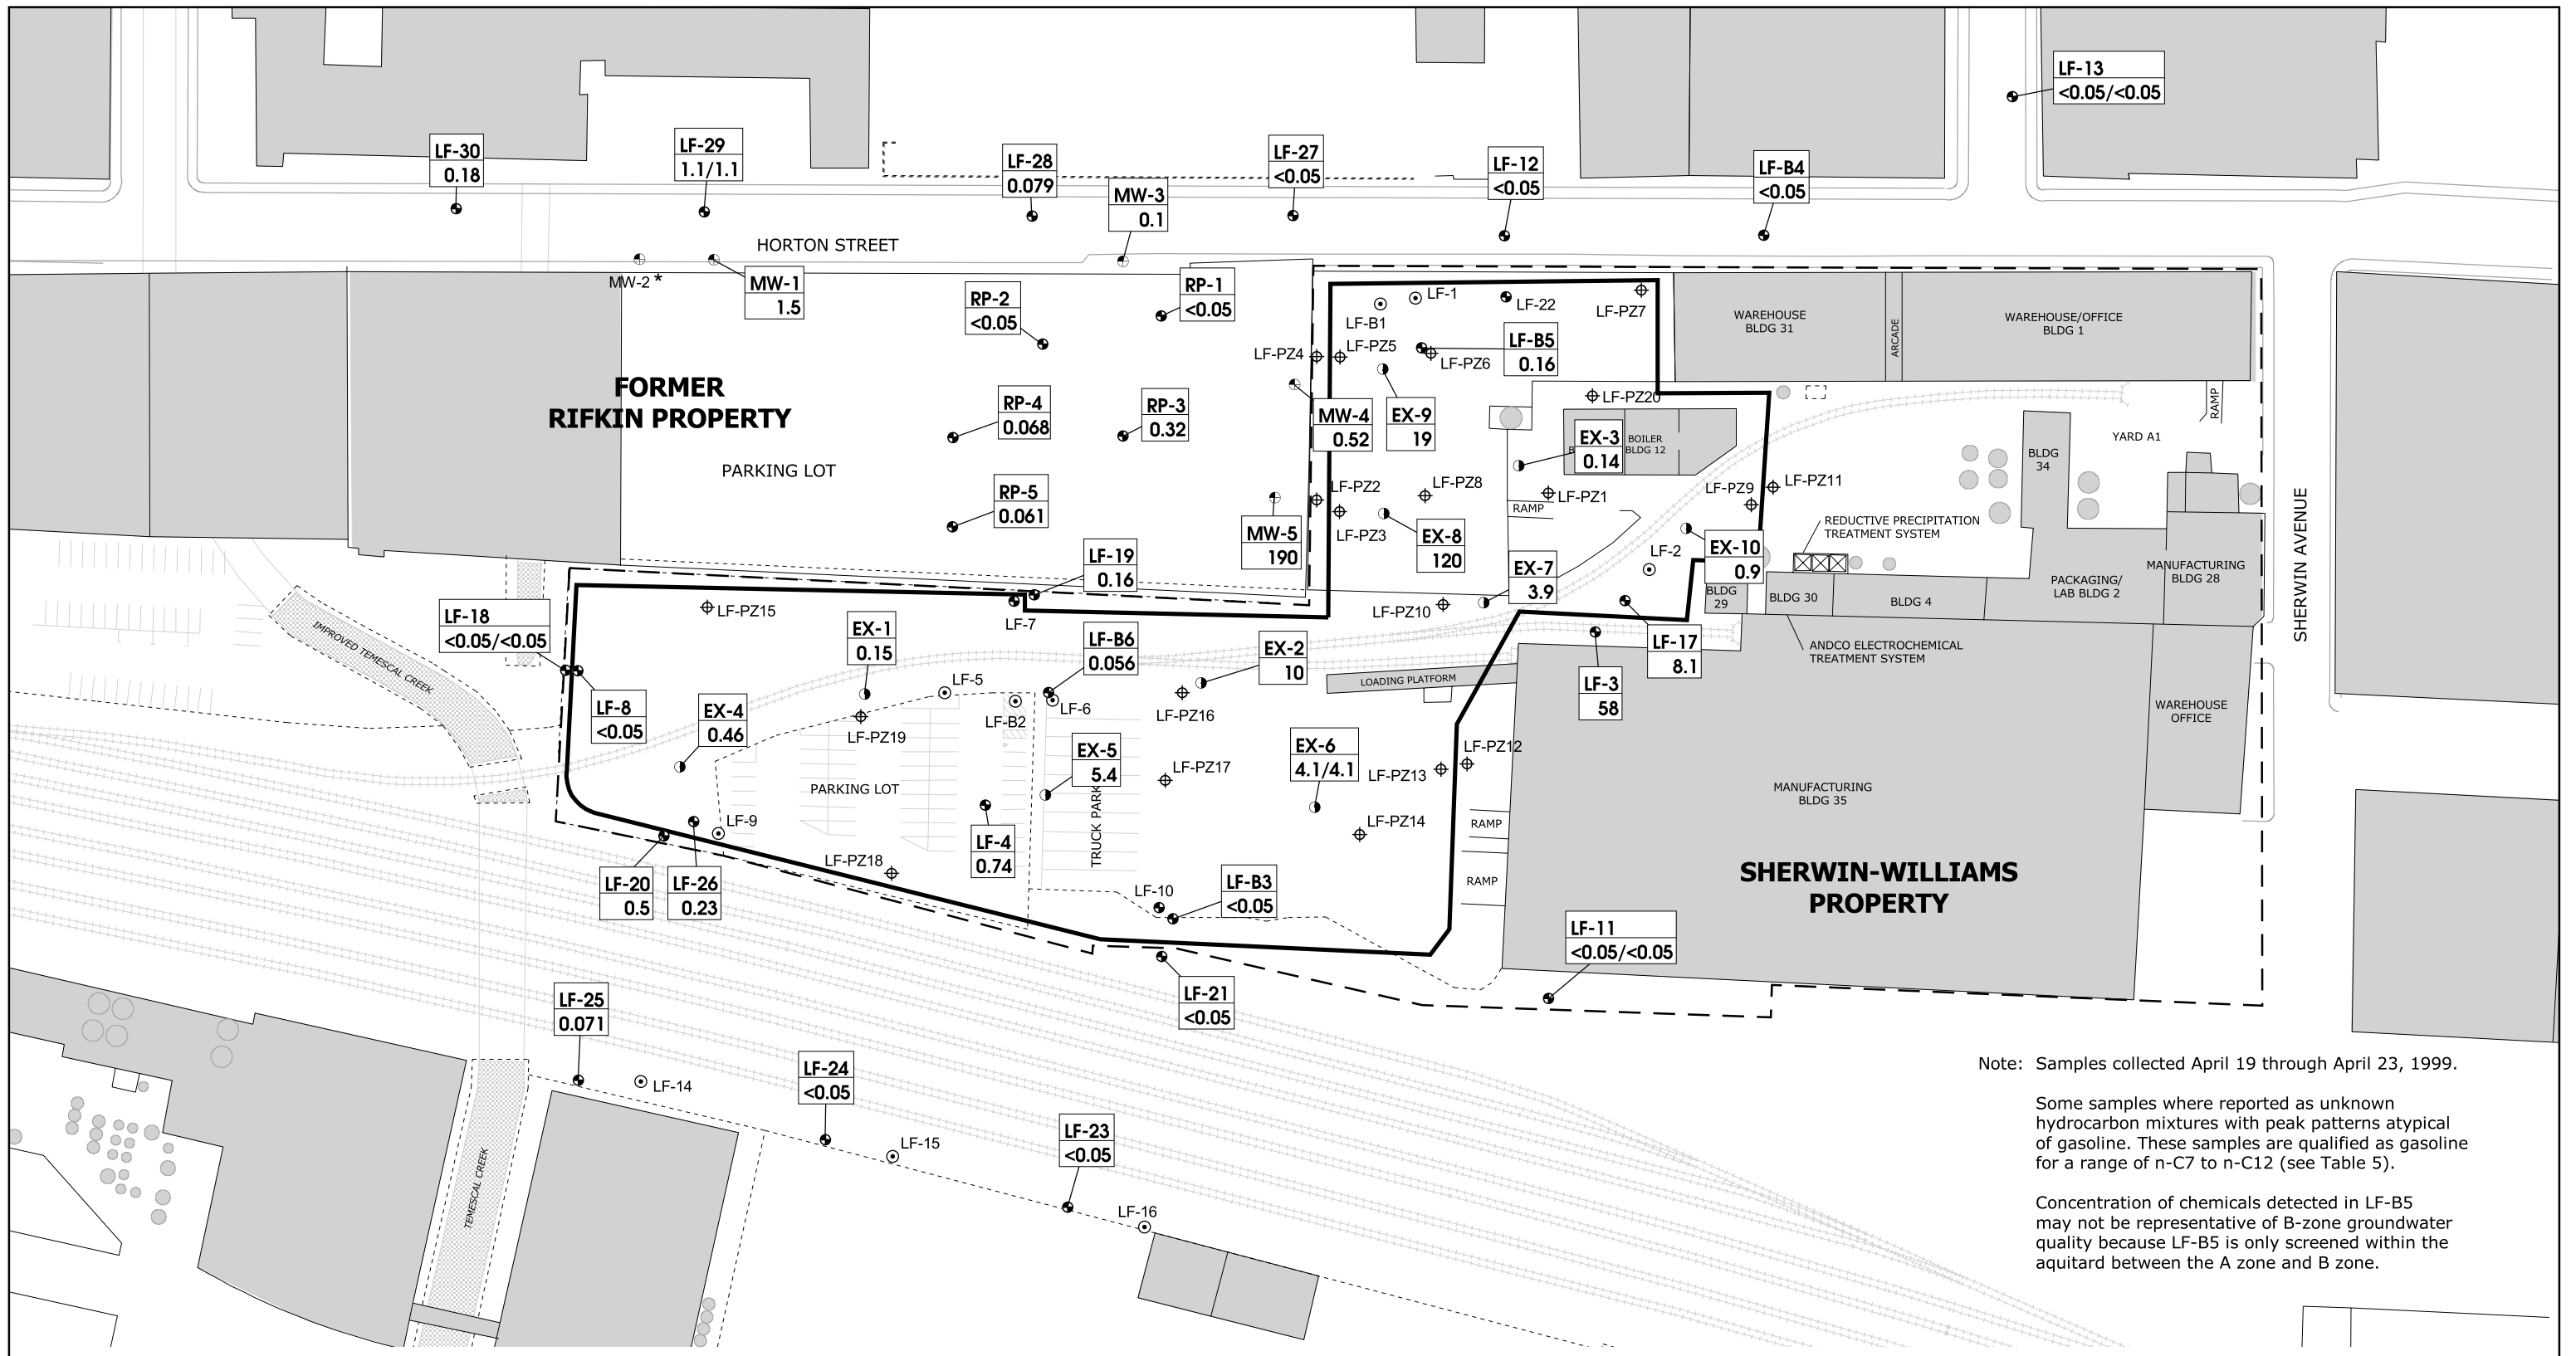 LF-13
<0.05/<0.05
LF-30
0.18
LF-29
1.1/1.1
LF-28
0.079
MW-3
0.1
LF-27
<0.05
LF-12
<0.05
LF-B4
<0.05
HORTON STREET
MW-2 *
MW-1
1.5
RP-2
<0.05
RP-1
<0.05
LF-B1
LF-1
LF-22
LF-PZ7
LF-PZ4
LF-PZ5
LF-PZ6
LF-B5
0.16
WAREHOUSE
BLDG 31
ARCADE
WAREHOUSE/OFFICE
BLDG 1
FORMER
RIFKIN PROPERTY
RP-4
0.068
RP-3
0.32
MW-4
0.52
EX-9
19
LF-PZ20
EX-3
0.14
B
BOILER
BLDG 12
RAMP
YARD A1
BLDG
34
PARKING LOT
RP-5
0.061
MW-5
190
LF-PZ2
LF-PZ3
LF-PZ8
EX-8
120
LF-PZ1
RAMP
LF-PZ9
LF-PZ11
REDUCTIVE PRECIPITATION
TREATMENT SYSTEM
SHERWIN AVENUE
LF-19
0.16
EX-7
3.9
LF-2
EX-10
0.9
BLDG
29
BLDG 30
BLDG 4
PACKAGING/
LAB BLDG 2
MANUFACTURING
BLDG 28
LF-18
<0.05/<0.05
LF-PZ15
LF-7
LF-PZ10
IMPROVED TEMESCAL CREEK
EX-1
0.15
LF-B6
0.056
EX-2
10
LF-17
8.1
ANDCO ELECTROCHEMICAL
TREATMENT SYSTEM
LOADING PLATFORM
LF-3
58
LF-8
<0.05
EX-4
0.46
LF-5
LF-B2
LF-6
LF-PZ16
LF-PZ19
WAREHOUSE
OFFICE
EX-5
5.4
EX-6
4.1/4.1
LF-PZ12
LF-PZ13
LF-PZ17
PARKING LOT
TRUCK PARK
MANUFACTURING
BLDG 35
LF-9
LF-4
0.74
LF-PZ14
RAMP
LF-PZ18
RAMP
LF-20
0.5
LF-26
0.23
LF-10
LF-B3
<0.05
SHERWIN-WILLIAMS
PROPERTY
LF-11
<0.05/<0.05
LF-21
<0.05
LF-25
0.071
LF-14
LF-24
<0.05
LF-15
LF-23
<0.05
LF-16
TEMESCAL CREEK
Note: Samples collected April 19 through April 23, 1999.
Some samples where reported as unknown
hydrocarbon mixtures with peak patterns atypical
of gasoline. These samples are qualified as gasoline
for a range of n-C7 to n-C12 (see Table 5).
Concentration of chemicals detected in LF-B5
may not be representative of B-zone groundwater
quality because LF-B5 is only screened within the
aquitard between the A zone and B zone.